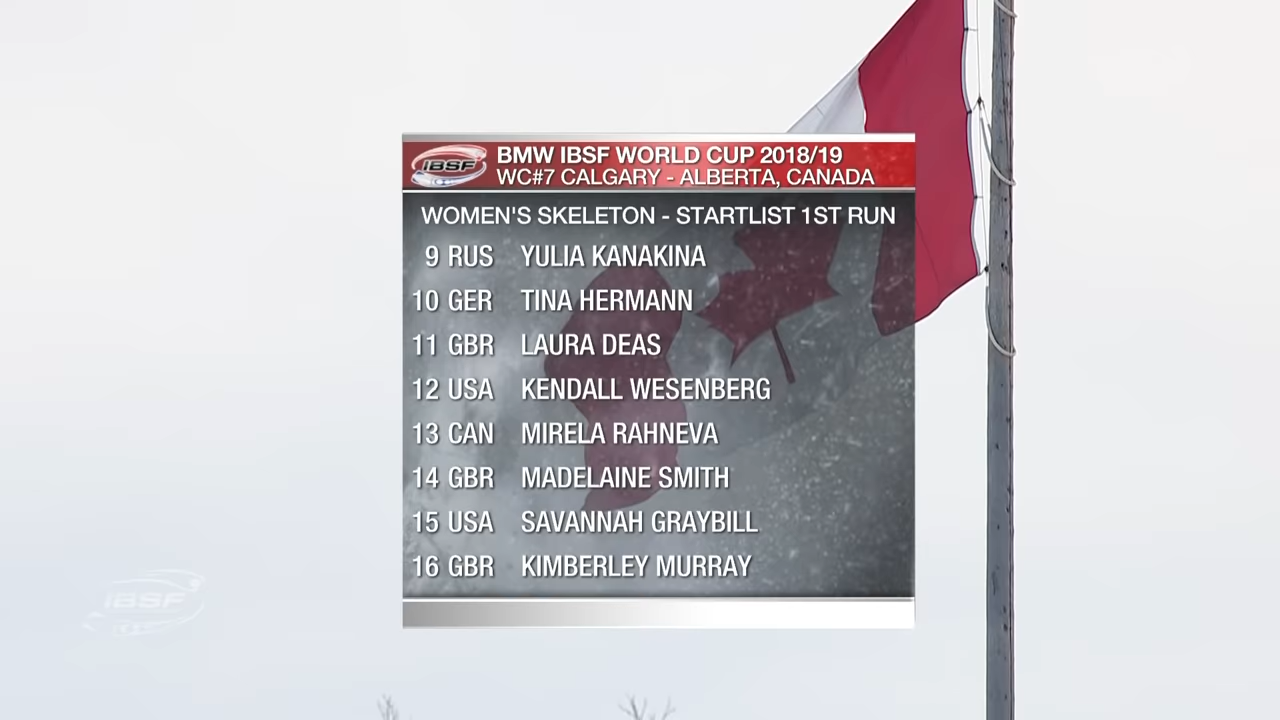 IBSF
BMW IBSF WORLD CUP 2018/19
WC#7 CALGARY - ALBERTA, CANADA
WOMEN'S SKELETON - STARTLIST 1ST RUN
9 RUS YULIA KANAKINA
10 GER TINA HERMANN
11 GBR LAURA DEAS
12 USA KENDALL WESENBERG
13 CAN MIRELA RAHNEVA
14 GBR MADELAINE SMITH
15 USA SAVANNAH GRAYBILL
16 GBR KIMBERLEY MURRAY
IBSF